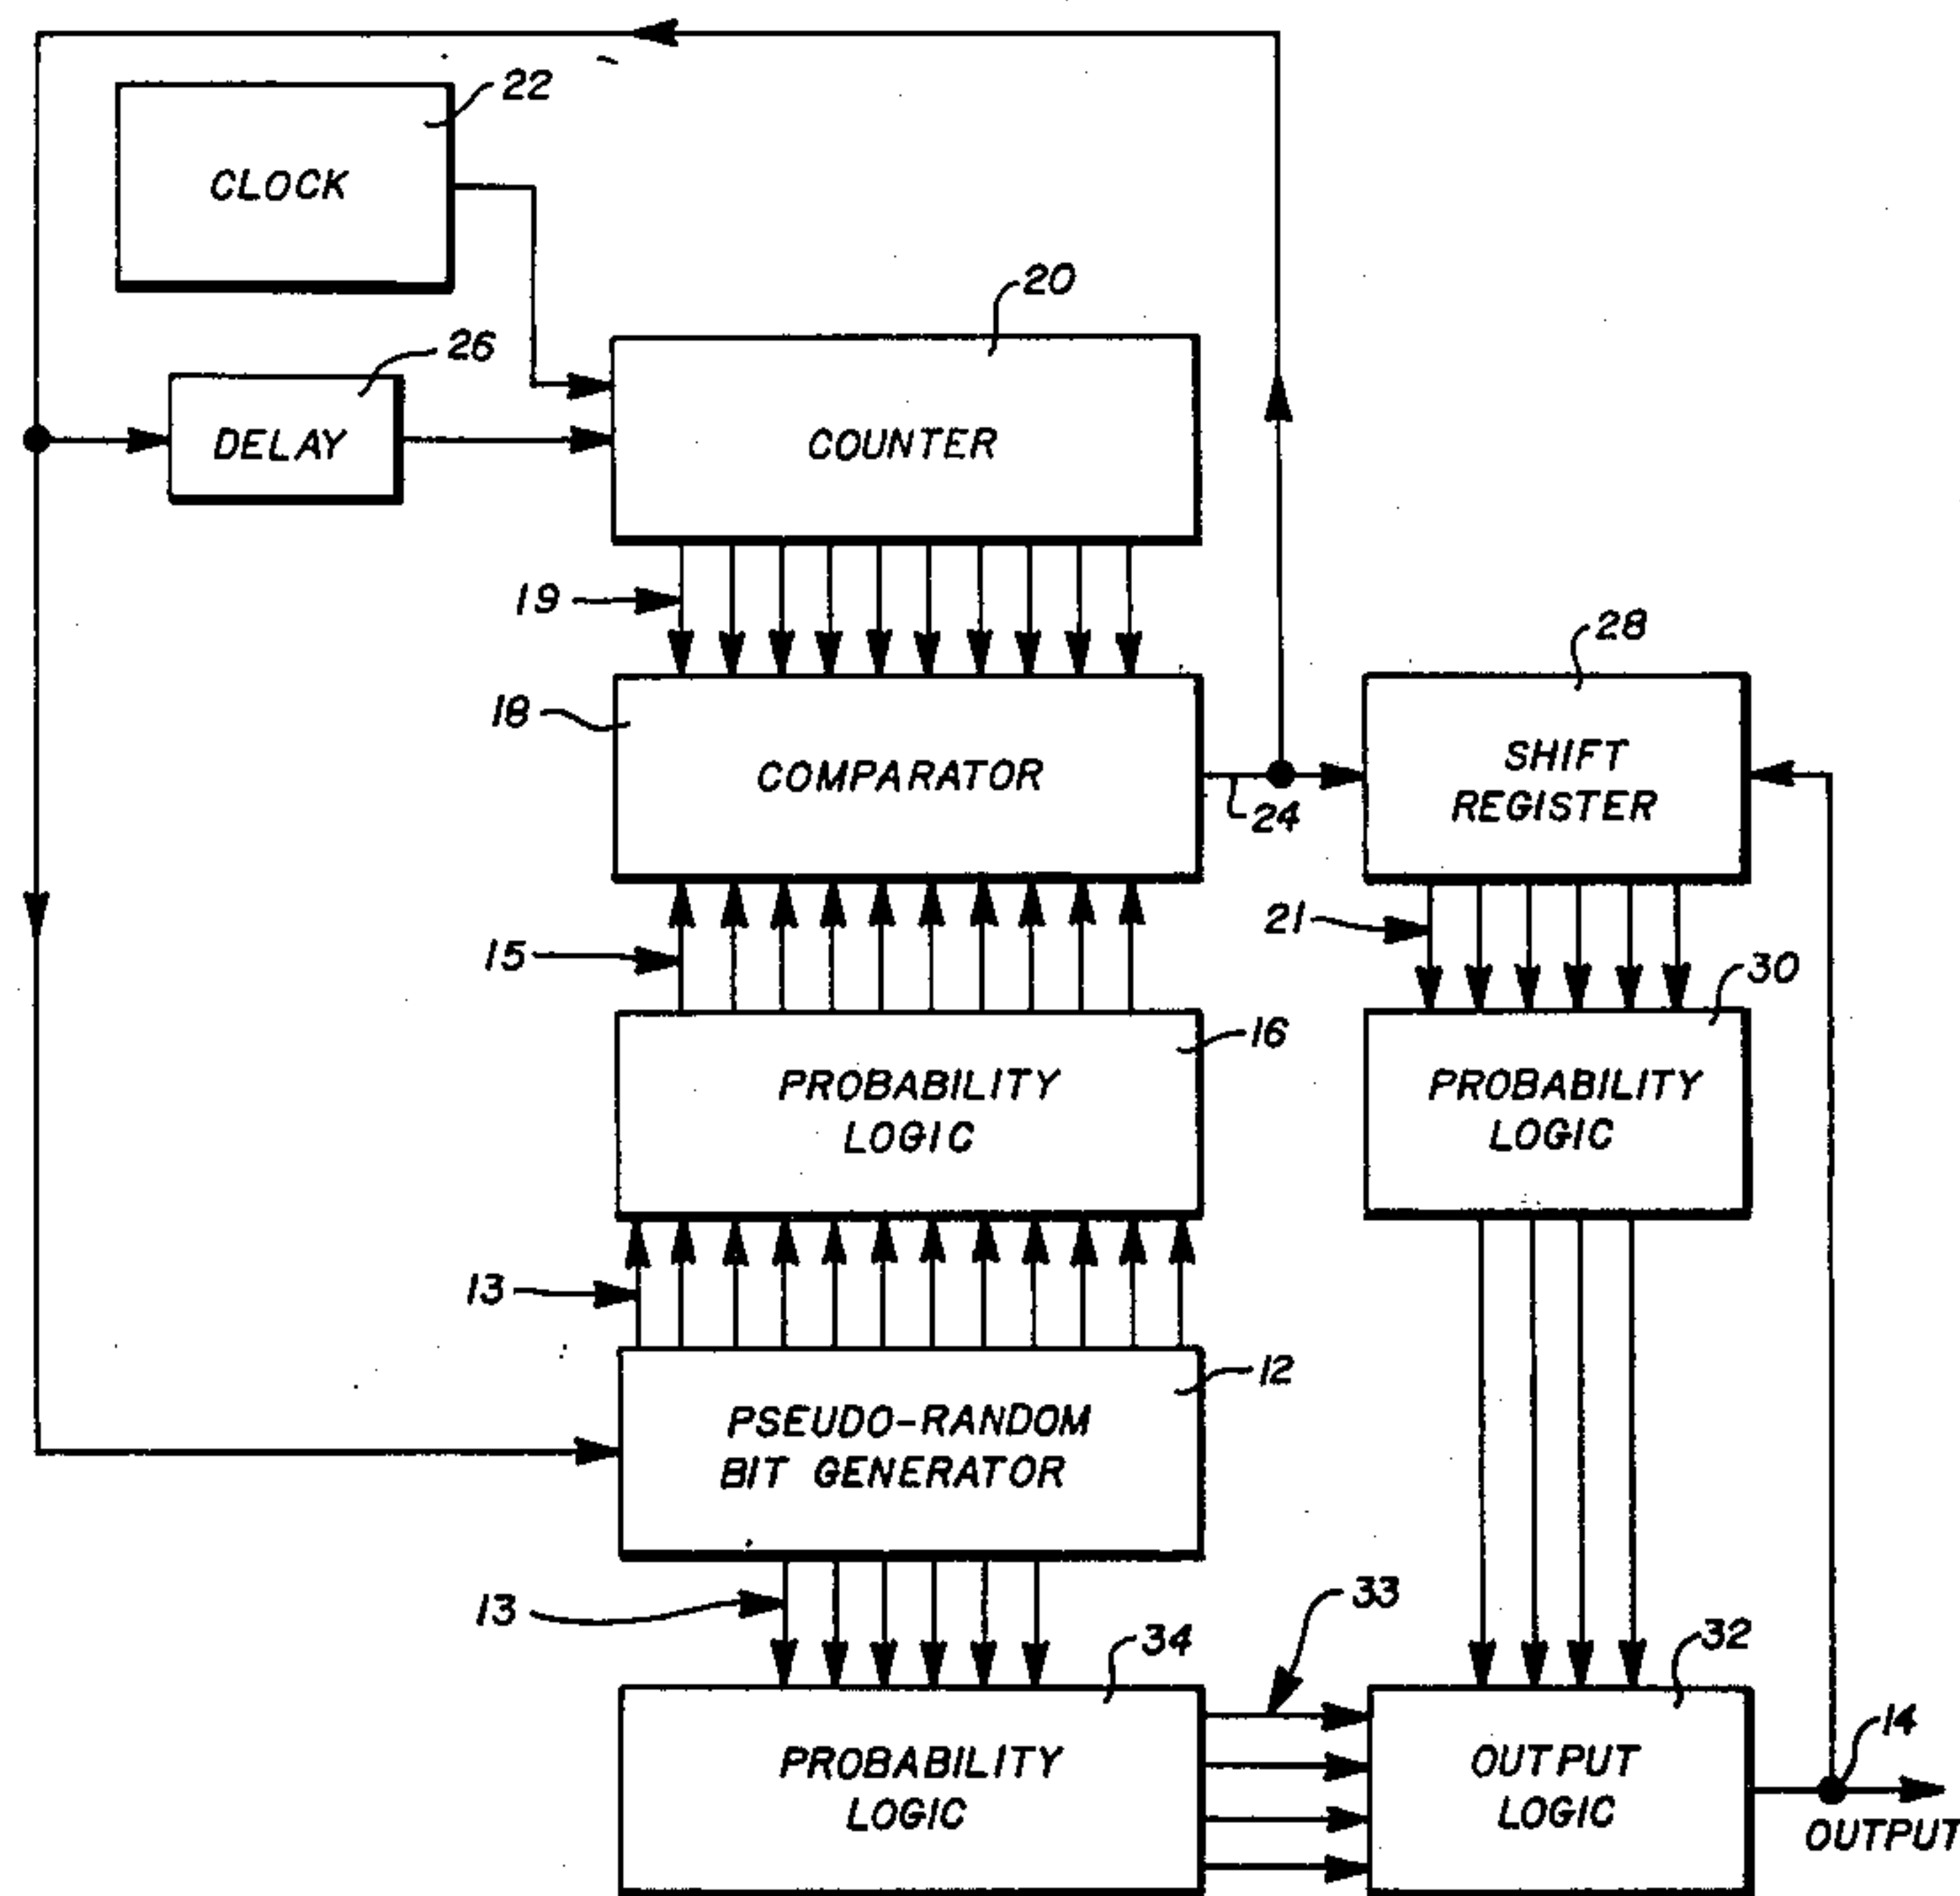 22
CLOCK
20
26
DELAY
COUNTER
19
28
18
COMPARATOR
SHIFT
REGISTER
24
21
15
30
16
PROBABILITY
LOGIC
PROBABILITY
LOGIC
13
12
PSEUDO-RANDOM
BIT GENERATOR
13
33
34
32
PROBABILITY
LOGIC
OUTPUT
LOGIC
14
OUTPUT